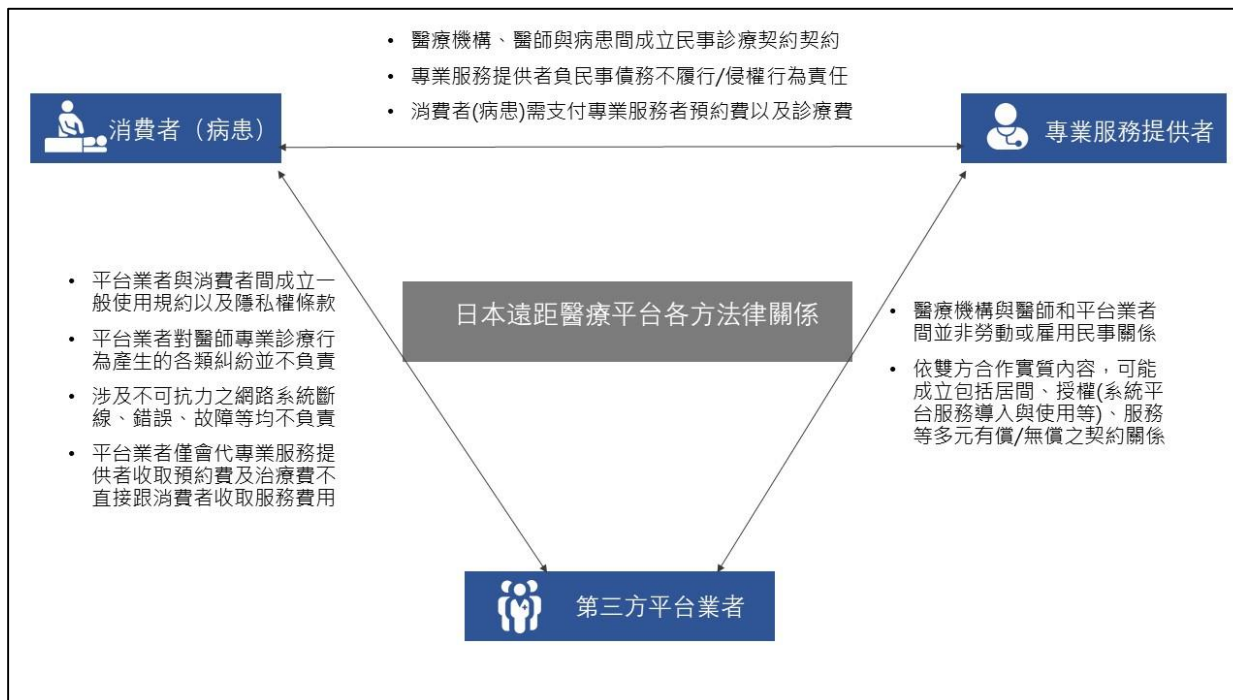 • 醫療機構、醫師與病患間成立民事診療契約契約
• 專業服務提供者負民事債務不履行/侵權行為責任
• 消費者(病患)需支付專業服務者預約費以及診療費
消費者（病患）
專業服務提供者
• 平台業者與消費者間成立一
般使用規約以及隱私權條款
• 平台業者對醫師專業診療行
為產生的各類糾紛並不負責
• 涉及不可抗力之網路系統斷
線、錯誤、故障等均不負責
• 平台業者僅會代專業服務提
供者收取預約費及治療費不
直接跟消費者收取服務費用
日本遠距醫療平台各方法律關係
• 醫療機構與醫師和平台業者
間並非勞動或雇用民事關係
• 依雙方合作實質內容，可能
成立包括居間、授權(系統平
台服務導入與使用等)、服務
等多元有償/無償之契約關係
第三方平台業者